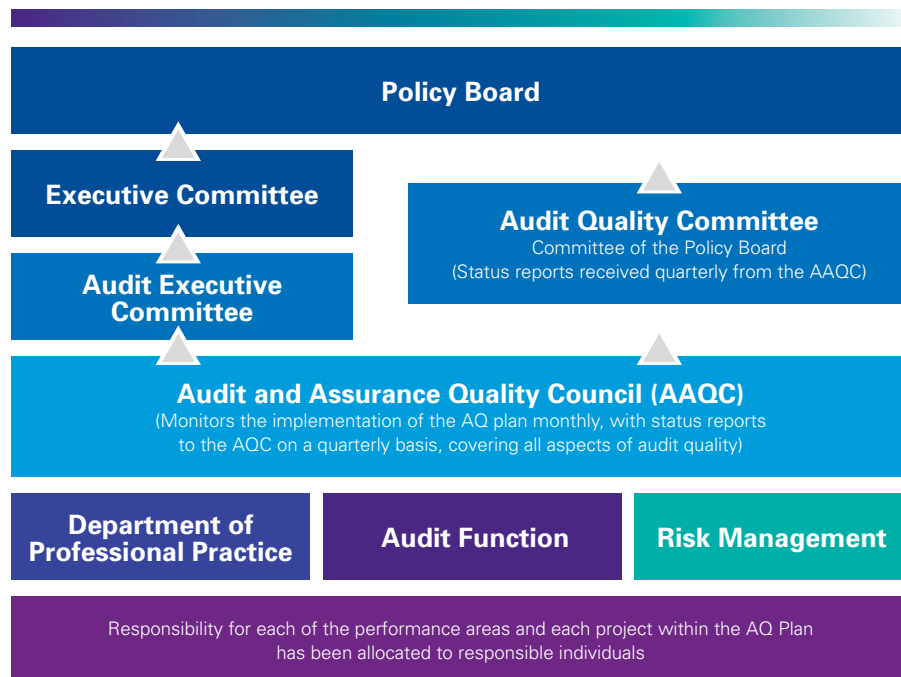 Policy Board
Executive Committee
Audit Executive
Committee
Audit Quality Committee
Committee of the Policy Board
(Status reports received quarterly from the AAQC)
Audit and Assurance Quality Council (AAQC)
(Monitors the implementation of the AQ plan monthly, with status reports
to the AQC on a quarterly basis, covering all aspects of audit quality)
Department of
Professional Practice
Audit Function
Risk Management
Responsibility for each of the performance areas and each project within the AQ Plan
has been allocated to responsible individuals